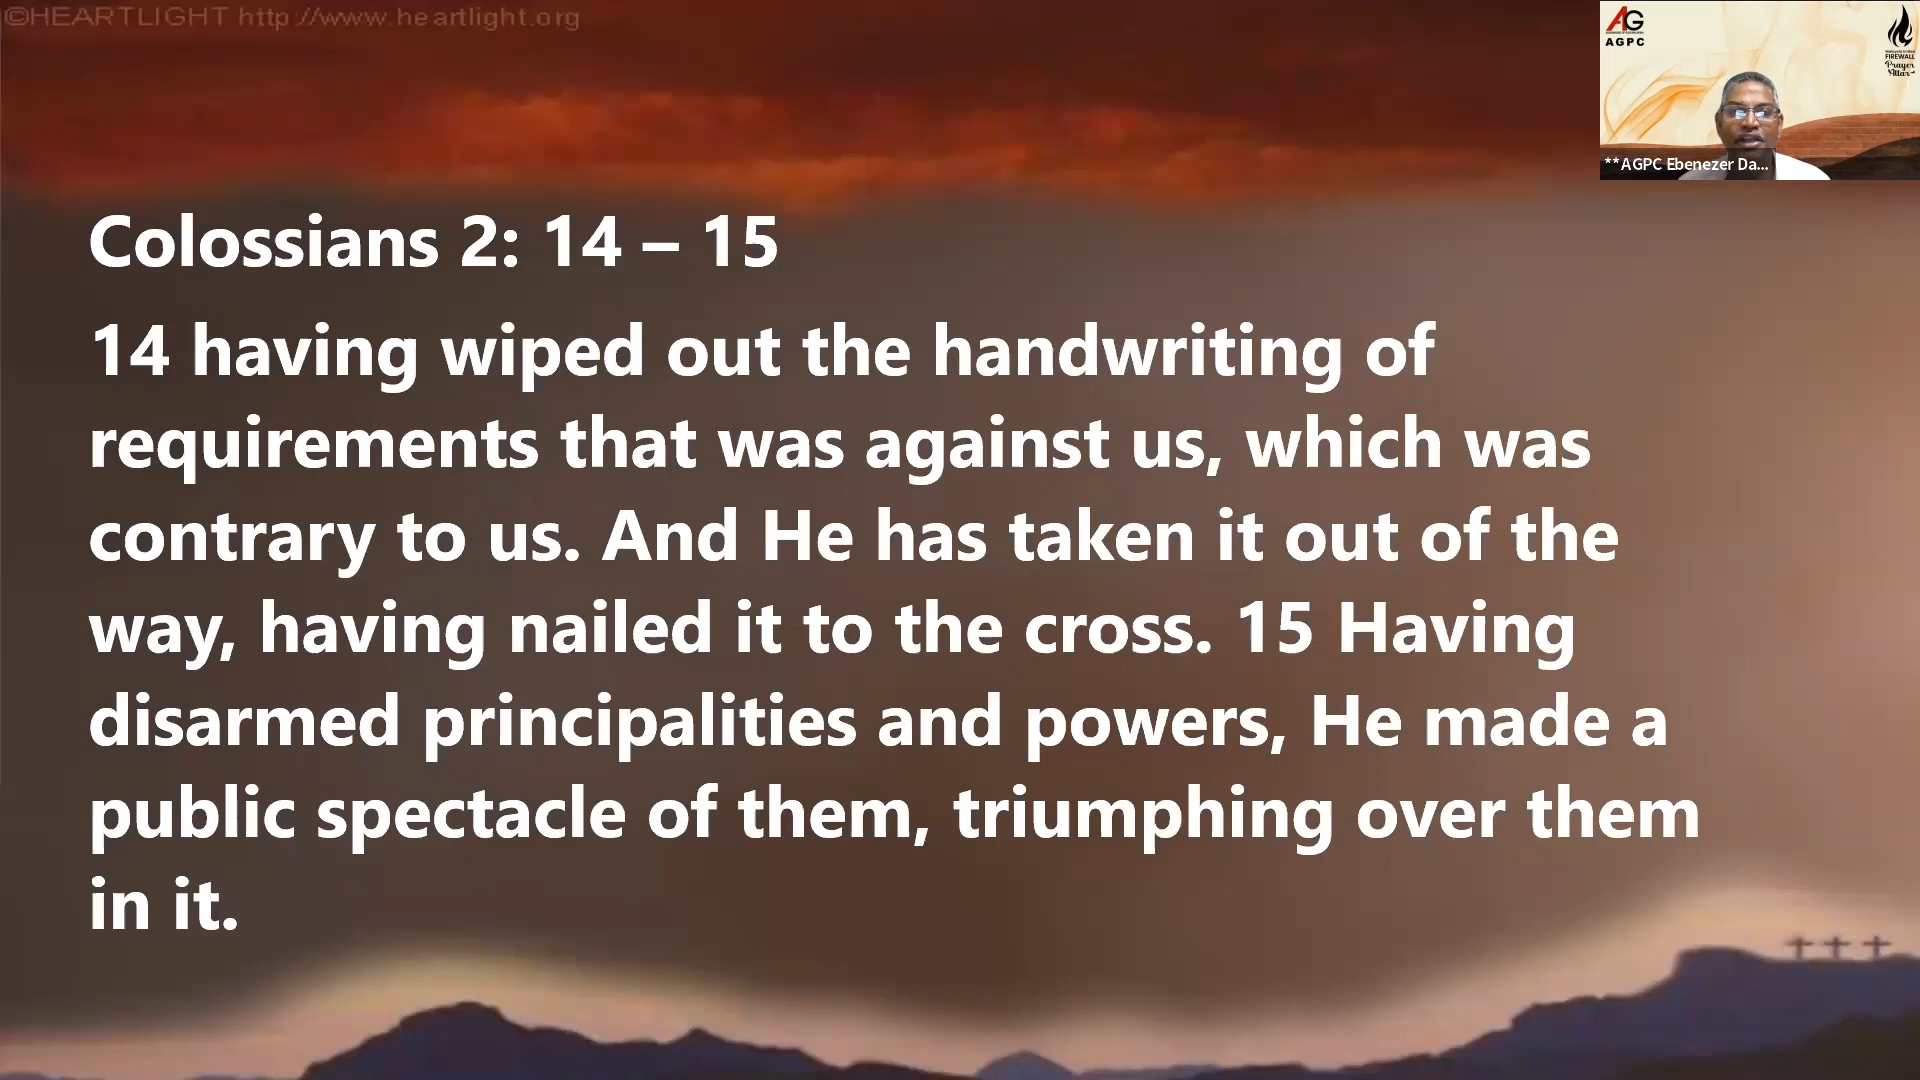 ©HEARTLIGHT http://www.heartlight.org
AG
AGPC
FIREWALL
Prayer
Altar
**AGPC Ebenezer Da...
Colossians 2: 14 – 15
14 having wiped out the handwriting of
requirements that was against us, which was
contrary to us. And He has taken it out of the
way, having nailed it to the cross. 15 Having
disarmed principalities and powers, He made a
public spectacle of them, triumphing over them
in it.